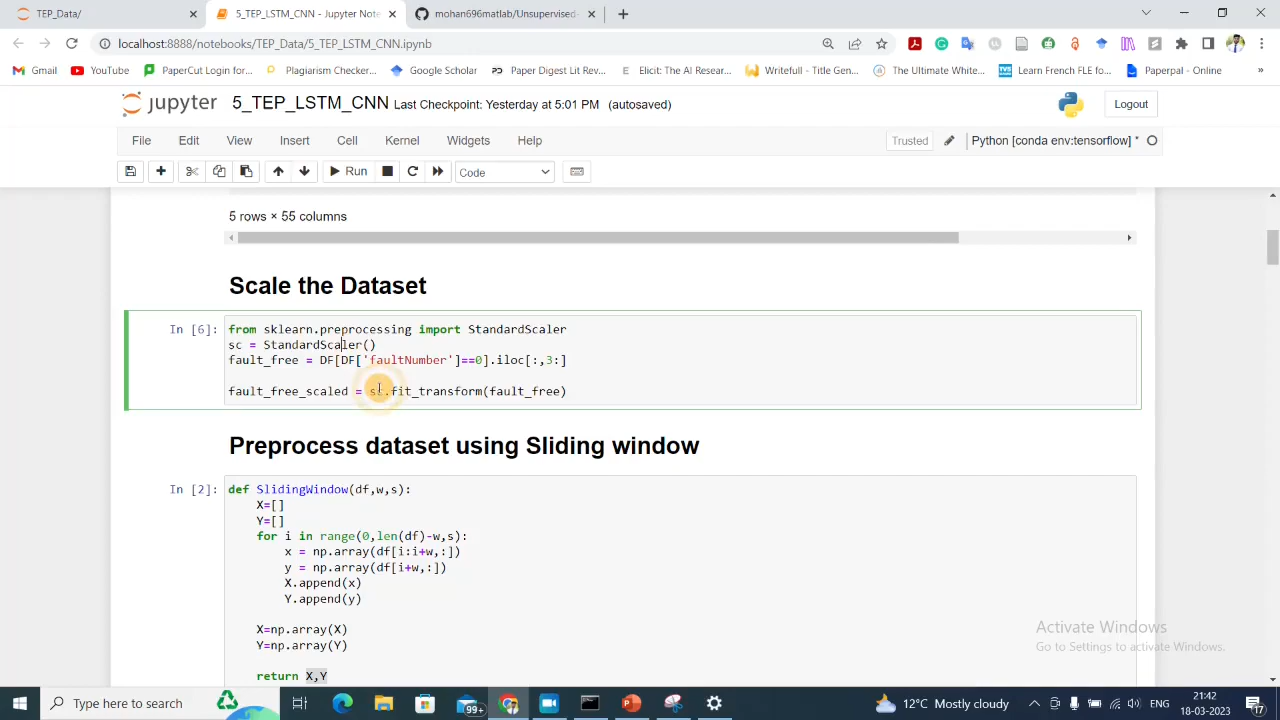 TEP_Data/
5_TEP_LSTM_CNN - Jupyter Note
mohan696matlab/Unsupervised-
localhost:8888/notebooks/TEP_Data/5_TEP_LSTM_CNN.ipynb
Gmail
YouTube
PaperCut Login for...
Plagiarism Checker...
Google Scholar
Paper Digest Lit Rev...
Elicit: The AI Resear...
Writefull - Title Gen...
The Ultimate White...
Learn French FLE fo...
Paperpal - Online
»
jupyter 5_TEP_LSTM_CNN Last Checkpoint: Yesterday at 5:01 PM (autosaved)
Logout
File Edit View Insert Cell Kernel Widgets Help
Trusted
Python [conda env:tensorflow] *
Run
Code
5 rows × 55 columns
Scale the Dataset
In [6]:
from sklearn.preprocessing import StandardScaler
sc = StandardScaler()
fault_free = DF[DF['faultNumber']==0].iloc[:,3:]
fault_free_scaled = sc.fit_transform(fault_free)
Preprocess dataset using Sliding window
In [2]:
def SlidingWindow(df,w,s):
X=[]
Y=[]
for i in range(0,len(df)-w,s):
x = np.array(df[i:i+w,:])
y = np.array(df[i+w,:])
X.append(x)
Y.append(y)
X=np.array(X)
Y=np.array(Y)
return X,Y
Activate Windows
Go to Settings to activate Windows.
Type here to search
99+
12°C Mostly cloudy
ENG
21:42
18-03-2023
17